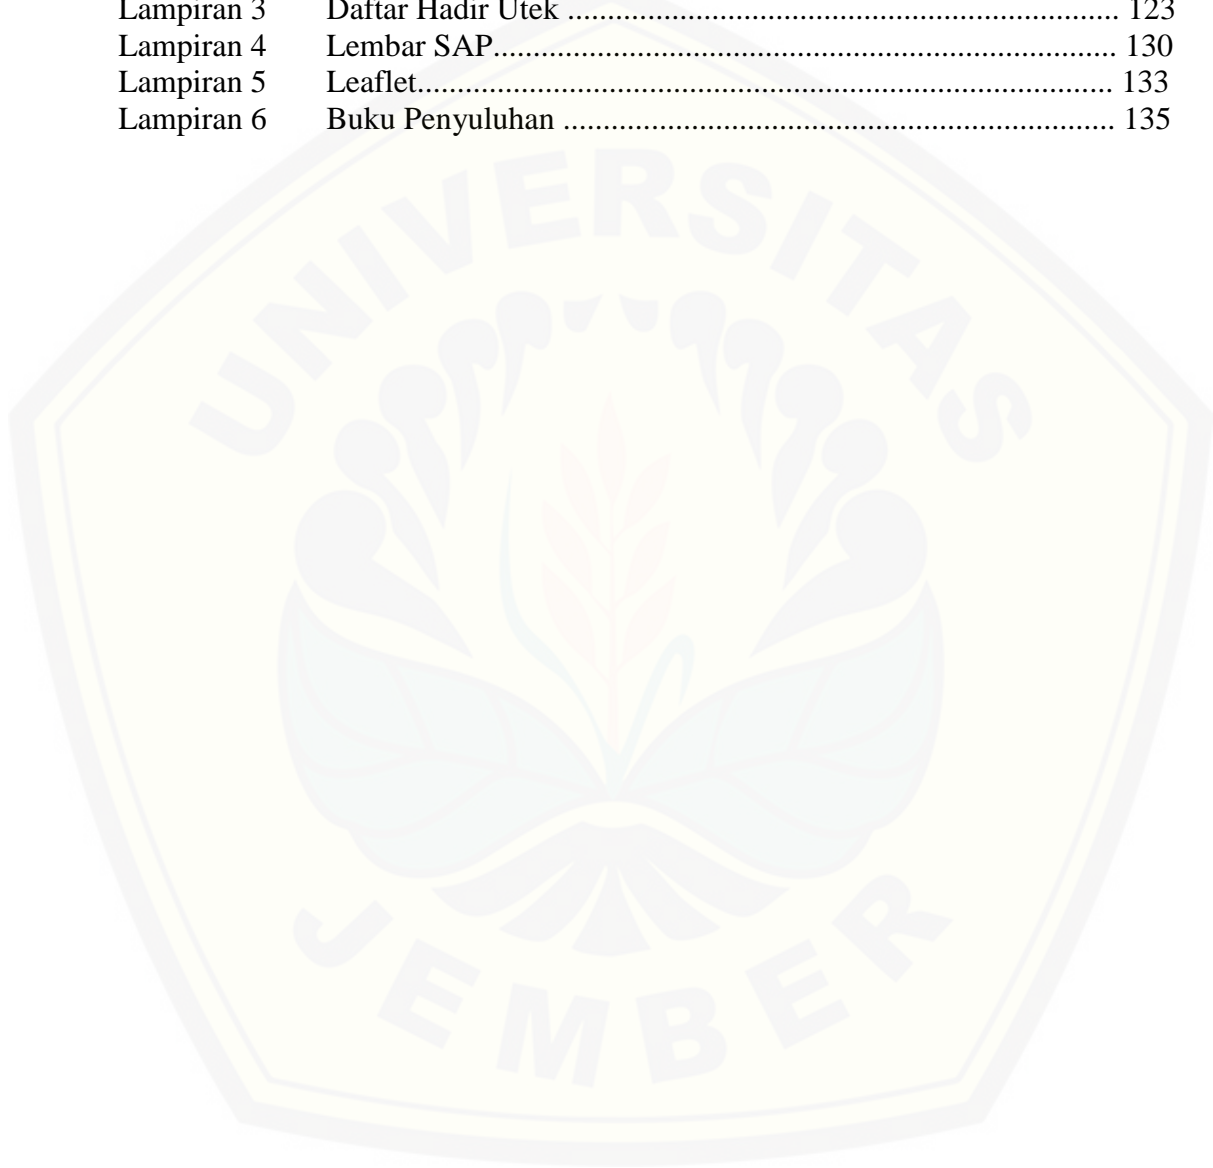 Lampiran 3 Daftar Hadir Utek ..................................................................... 123
Lampiran 4 Lembar SAP.............................................................................. 130
Lampiran 5 Leaflet....................................................................................... 133
Lampiran 6 Buku Penyuluhan ..................................................................... 135
UNIVERSITAS
JEMBER